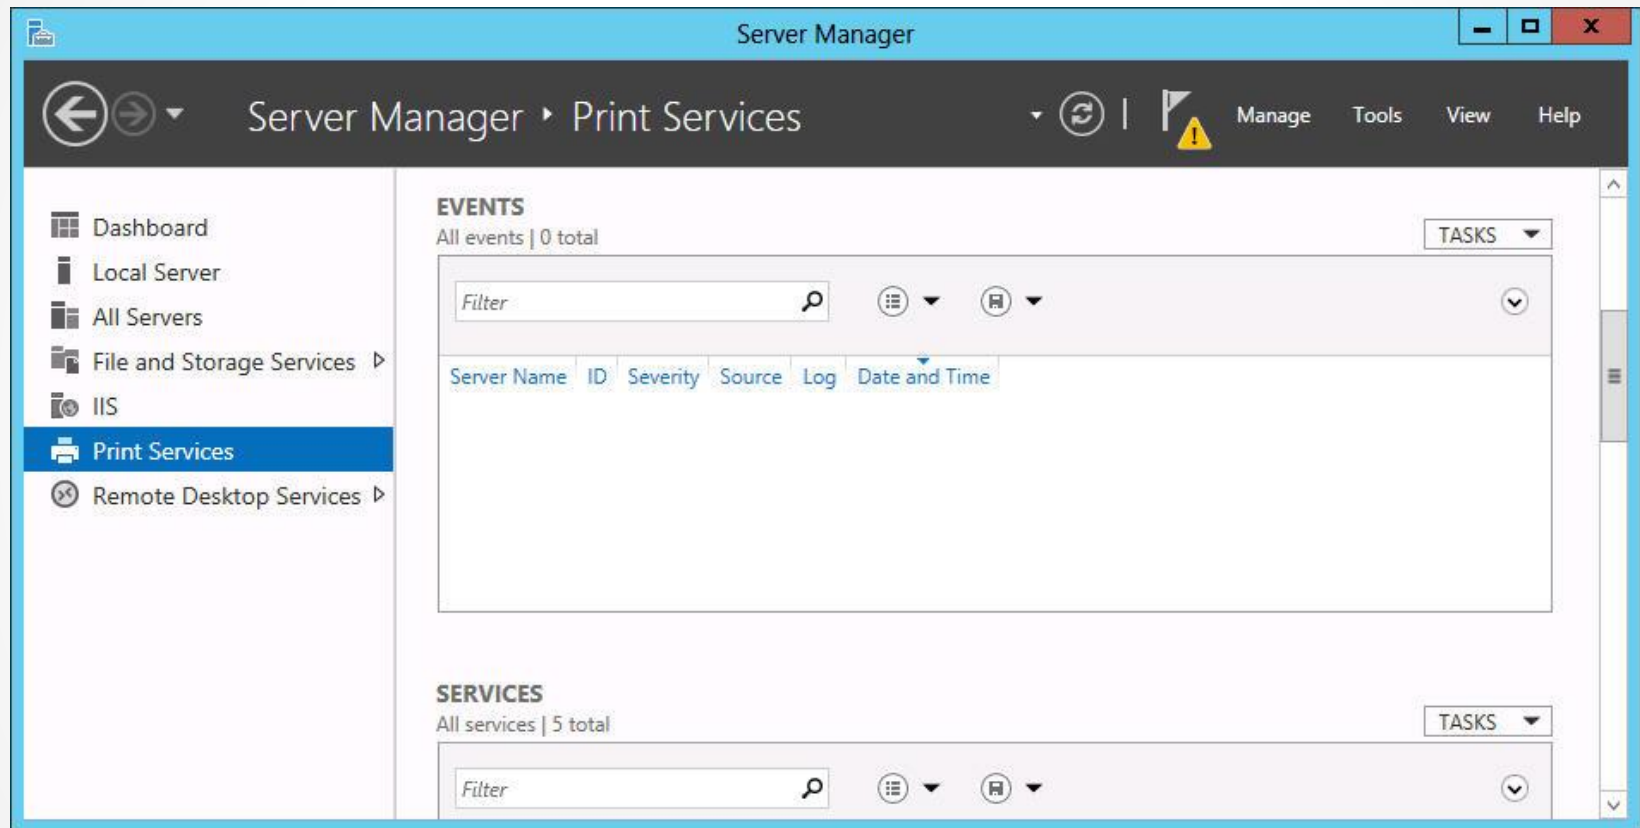 Server Manager
Server Manager ‣ Print Services
Manage Tools View Help
Dashboard
Local Server
All Servers
File and Storage Services
IIS
Print Services
Remote Desktop Services
EVENTS
All events | 0 total
TASKS
Filter
Server Name ID Severity Source Log Date and Time
SERVICES
All services | 5 total
TASKS
Filter